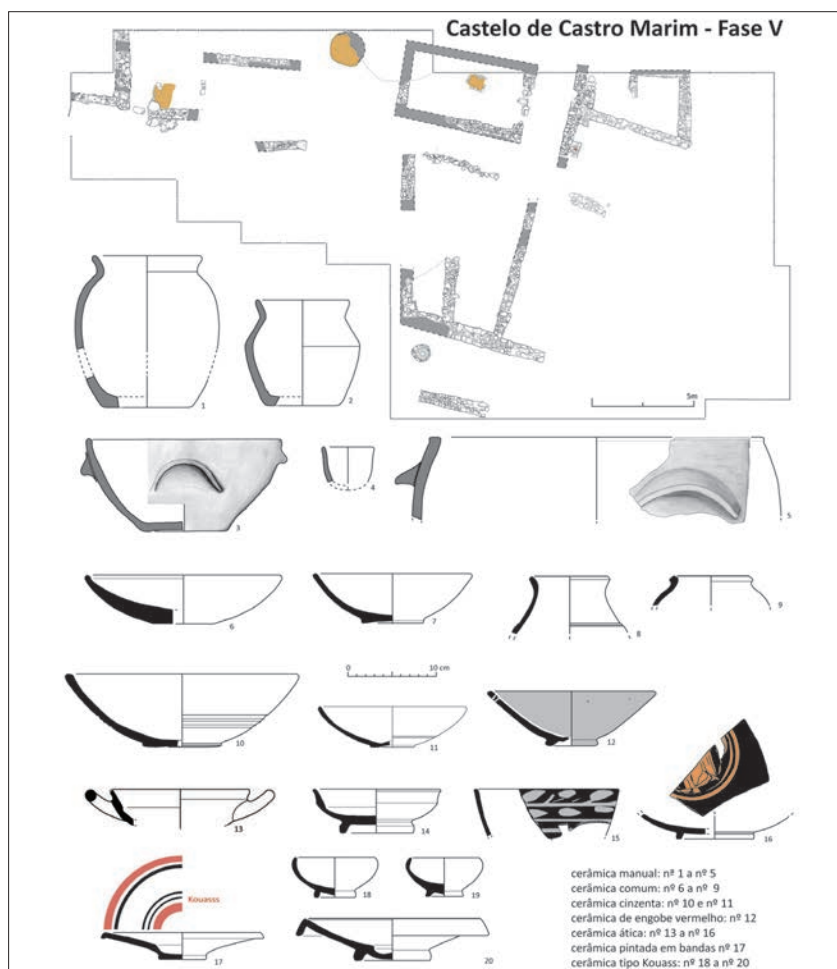 Castelo de Castro Marim - Fase V
5m
1
2
3
4
5
6
7
8
9
0 10 cm
10
11
12
13
14
15
16
Kouasss
17
18
19
20
cerâmica manual: nº 1 a nº 5
cerâmica comum: nº 6 a nº 9
cerâmica cinzenta: nº 10 e nº 11
cerâmica de engobe vermelho: nº 12
cerâmica ática: nº 13 a nº 16
cerâmica pintada em bandas nº 17
cerâmica tipo Kouass: nº 18 a nº 20